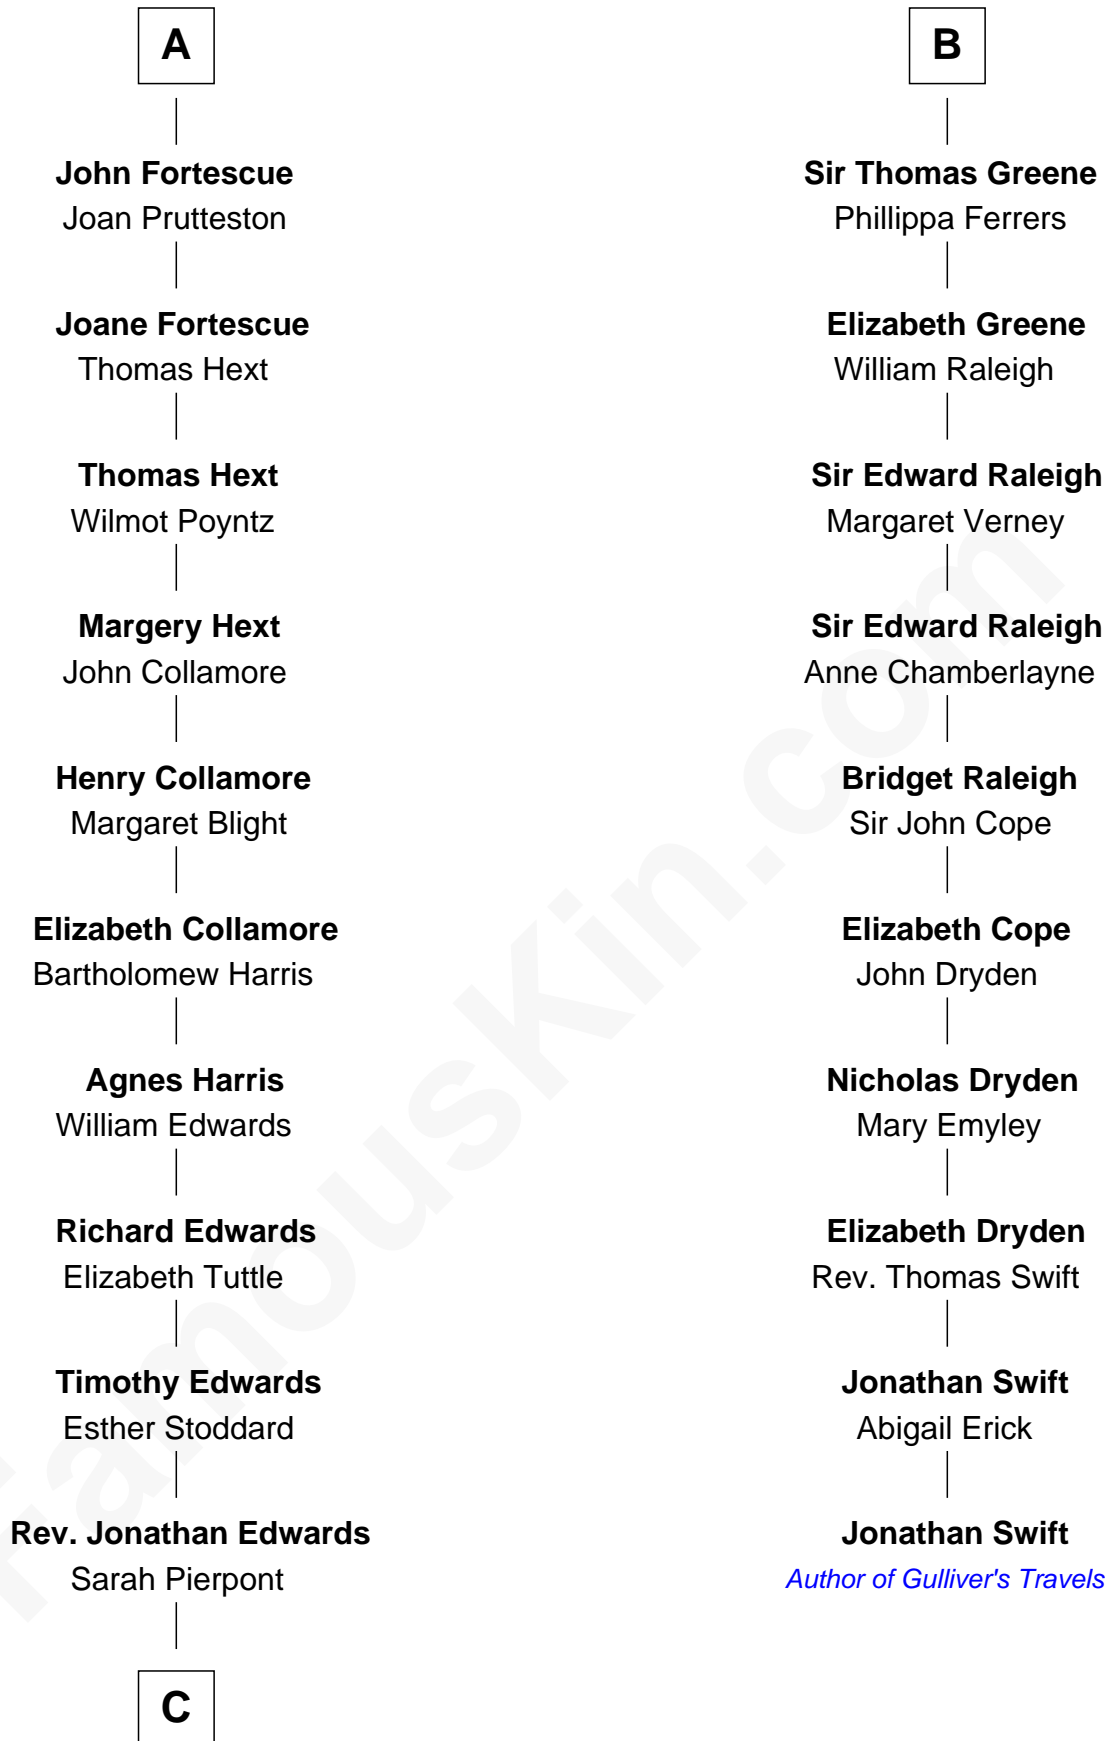 A
John Fortescue
Joan Prutteston
Joane Fortescue
Thomas Hext
Thomas Hext
Wilmot Poyntz
Margery Hext
John Collamore
Henry Collamore
Margaret Blight
Elizabeth Collamore
Bartholomew Harris
Agnes Harris
William Edwards
Richard Edwards
Elizabeth Tuttle
Timothy Edwards
Esther Stoddard
Rev. Jonathan Edwards
Sarah Pierpont
C
B
Sir Thomas Greene
Phillippa Ferrers
Elizabeth Greene
William Raleigh
Sir Edward Raleigh
Margaret Verney
Sir Edward Raleigh
Anne Chamberlayne
Bridget Raleigh
Sir John Cope
Elizabeth Cope
John Dryden
Nicholas Dryden
Mary Emyley
Elizabeth Dryden
Rev. Thomas Swift
Jonathan Swift
Abigail Erick
Jonathan Swift
Author of Gulliver's Travels
FamousKin.com